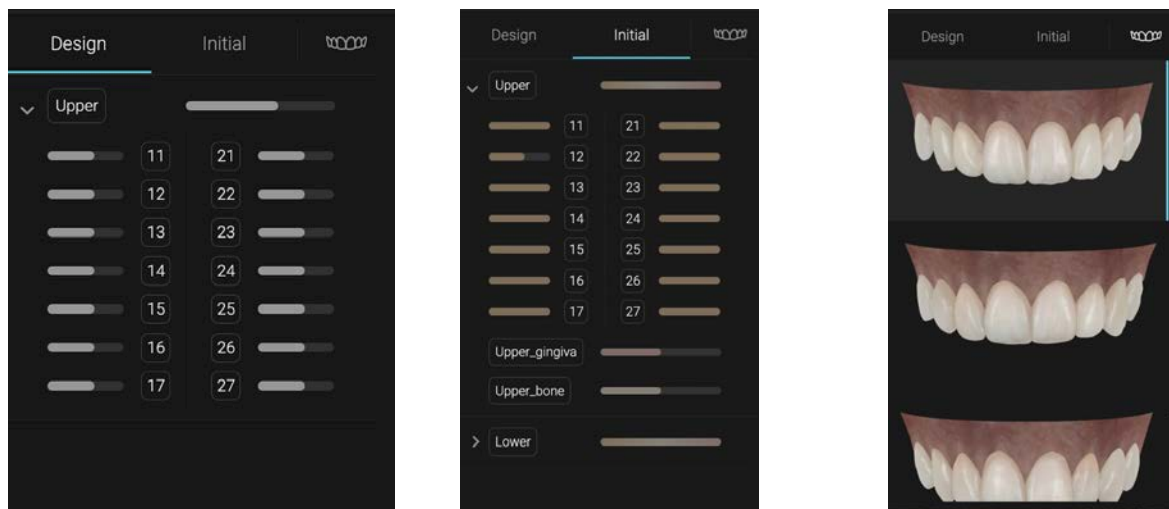 Design Initial
Upper
11 21
12 22
13 23
14 24
15 25
16 26
17 27
Design Initial
Upper
11 21
12 22
13 23
14 24
15 25
16 26
17 27
Upper_gingiva
Upper_bone
Lower
Design Initial